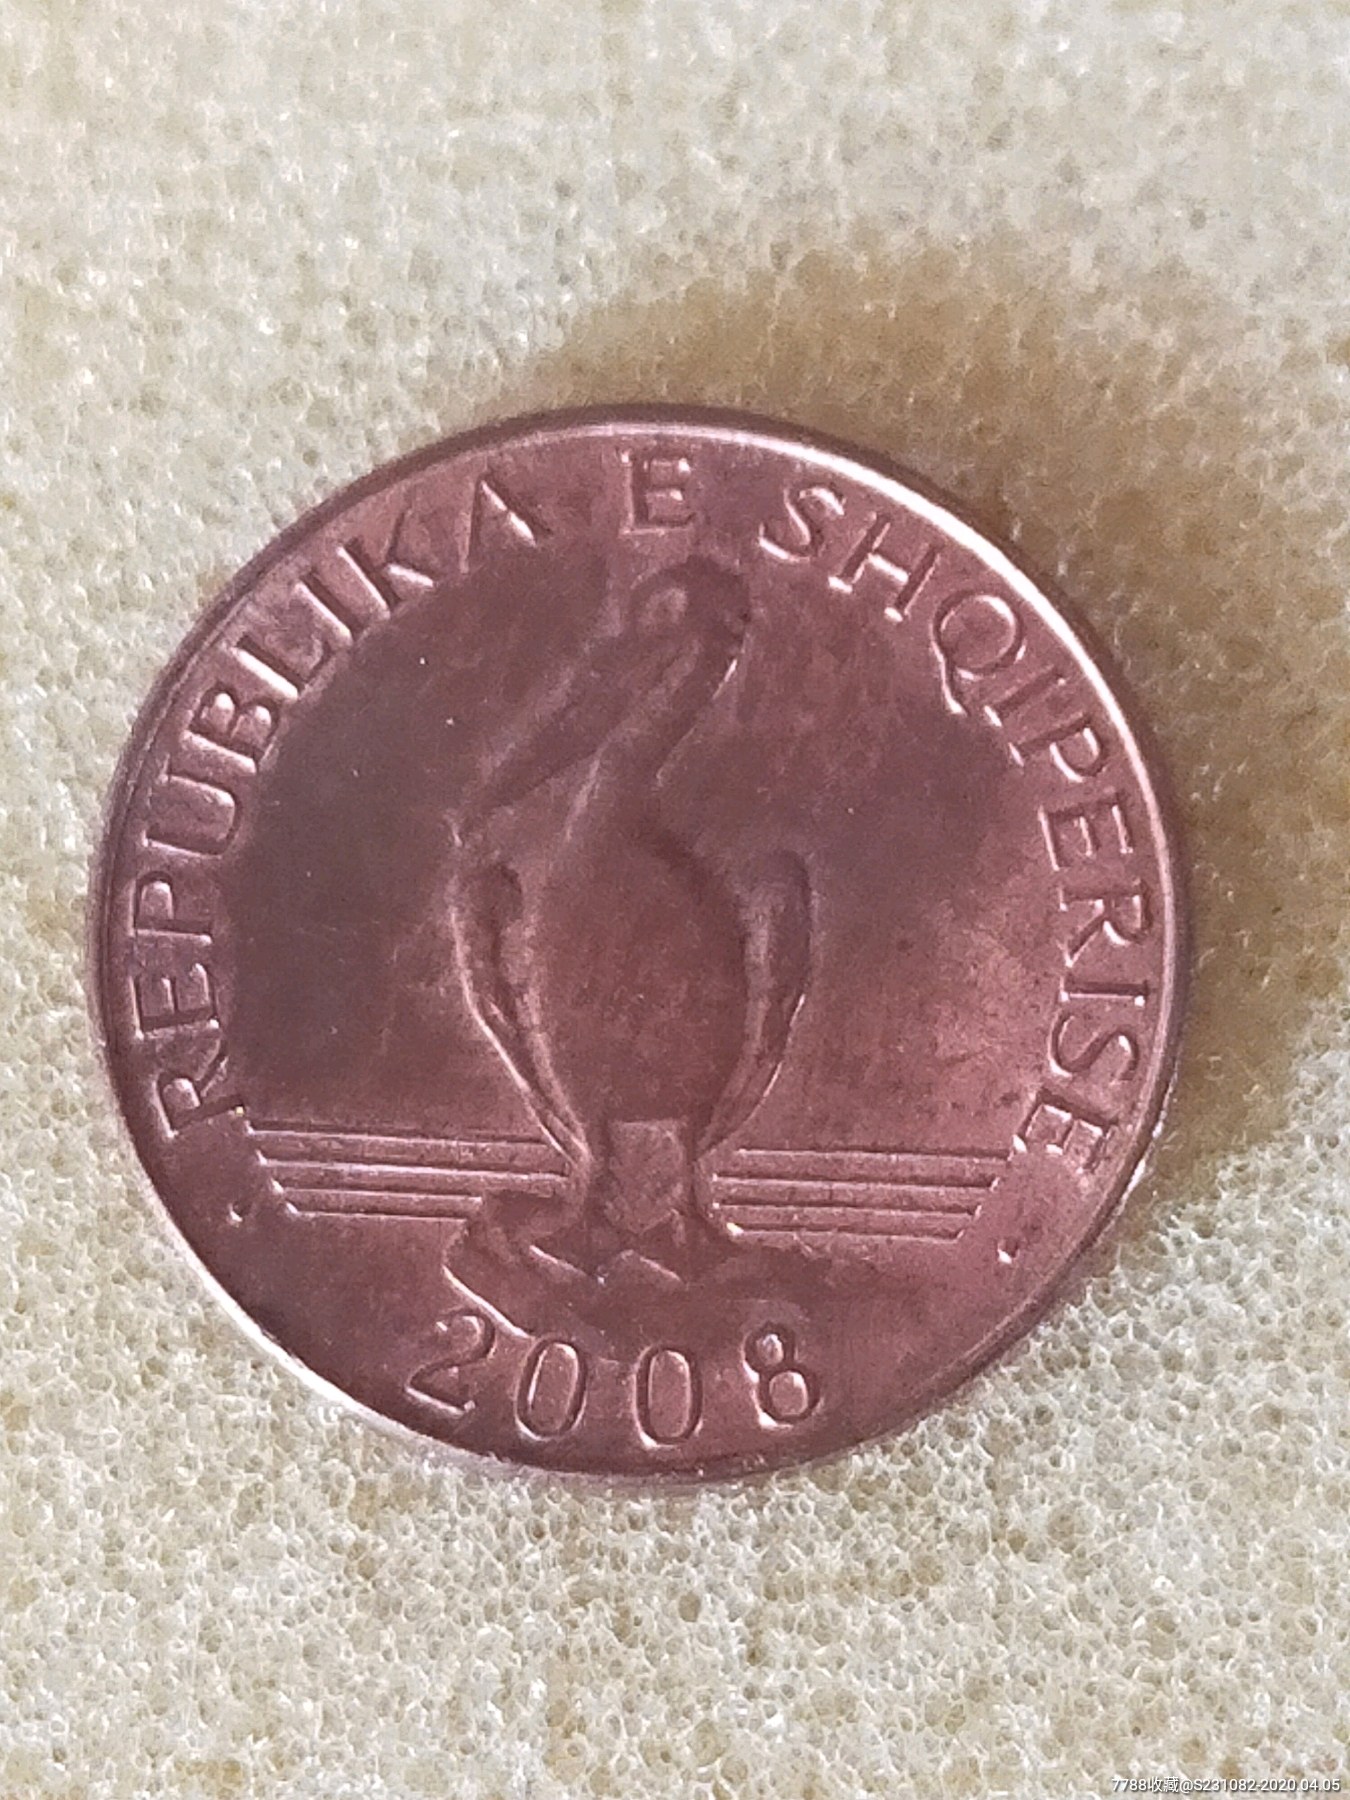 REPUBLIKA E SHQIPERISE
2008
7788收藏@S231082-2020.04.05